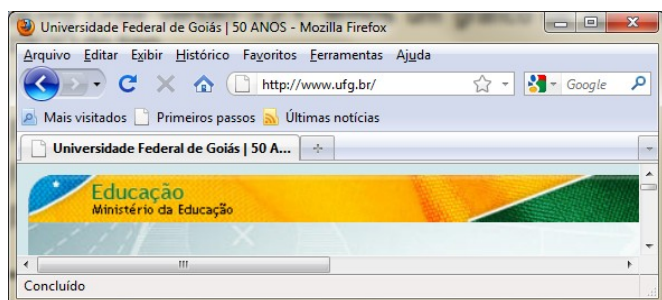 Universidade Federal de Goiás | 50 ANOS - Mozilla Firefox
Arquivo Editar Exibir Histórico Favoritos Ferramentas Ajuda
http://www.ufg.br/ Google
Mais visitados Primeiros passos Últimas notícias
Universidade Federal de Goiás | 50 A...
Educação
Ministério da Educação
Concluído